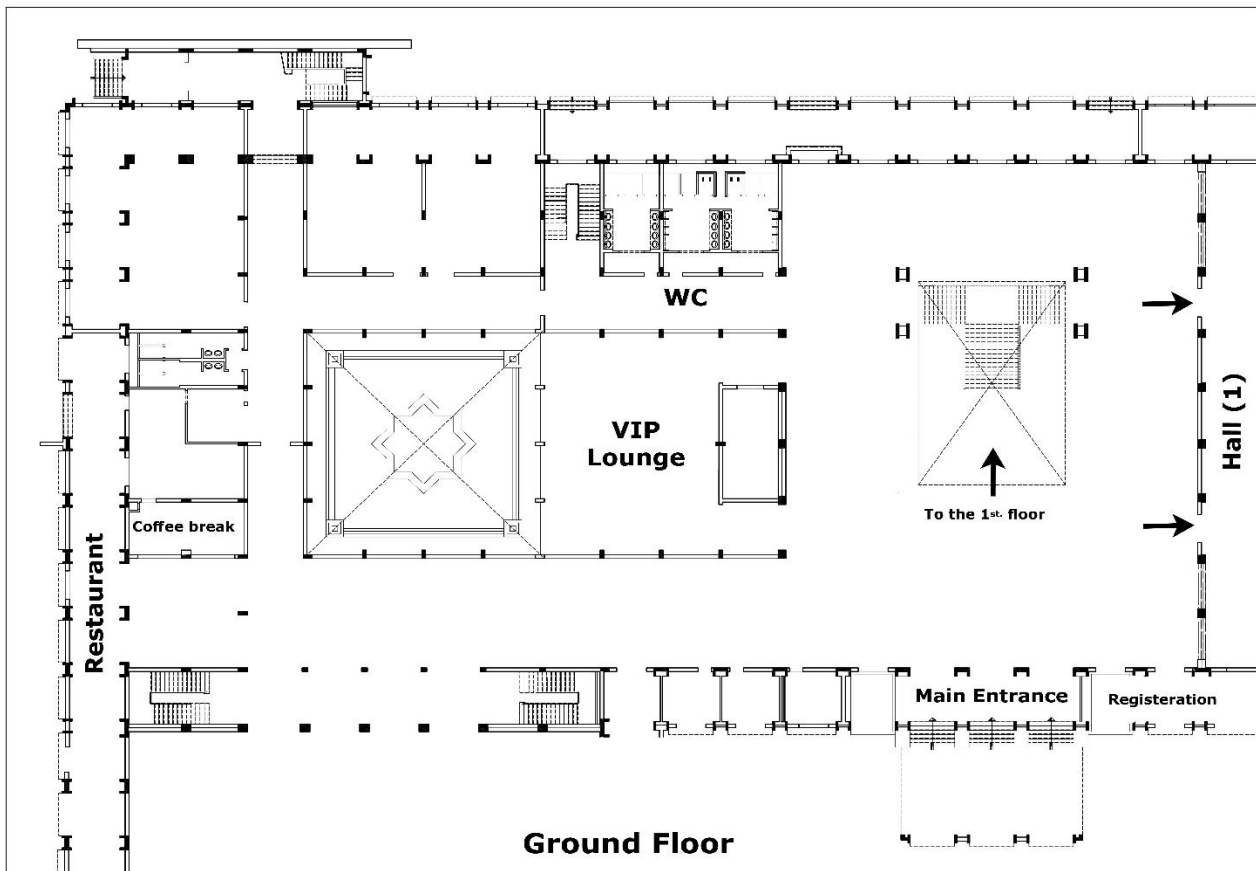 WC
Hall (1)
VIP
Lounge
To the 1st. floor
Coffee break
Restaurant
Main Entrance
Registeration
Ground Floor